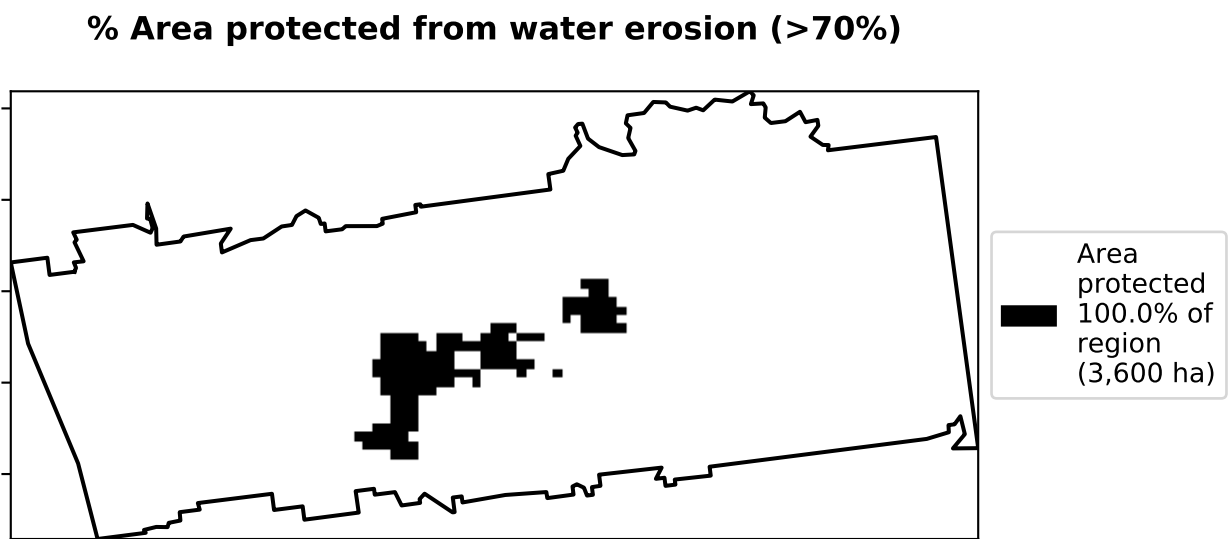 % Area protected from water erosion (>70%)
Area
protected
100.0% of
region
(3,600 ha)